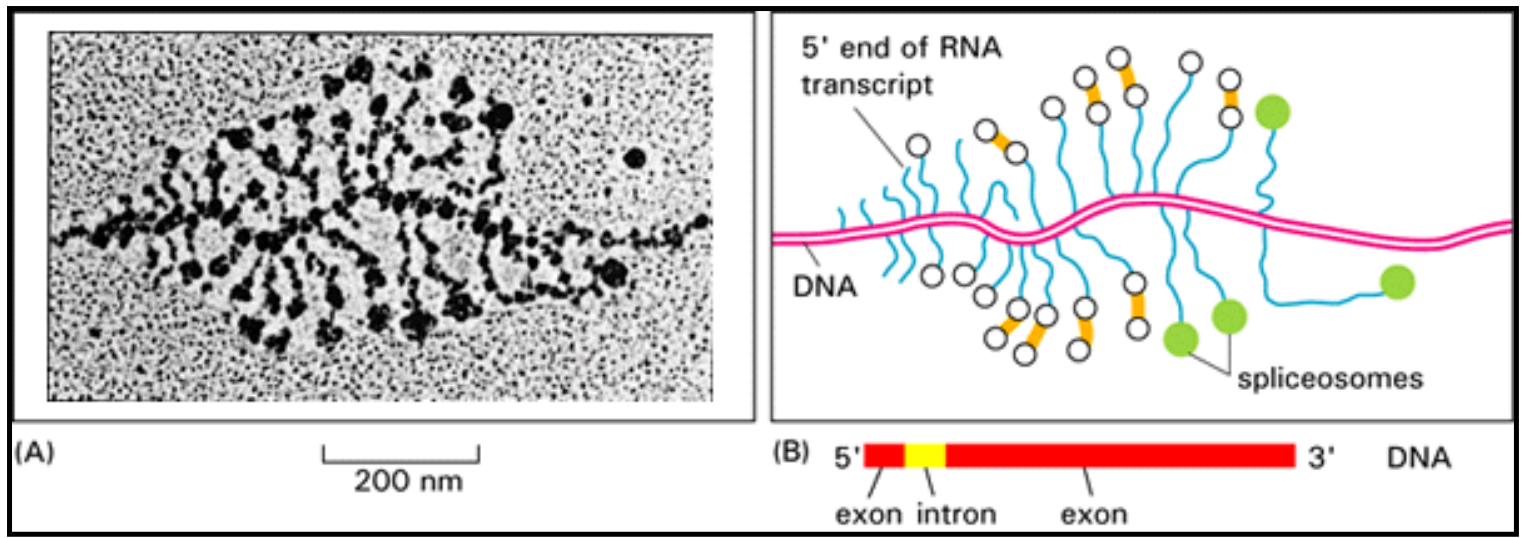 5' end of RNA
transcript
DNA
spliceosomes
(A)
200 nm
(B)
5'
3'
DNA
exon
intron
exon